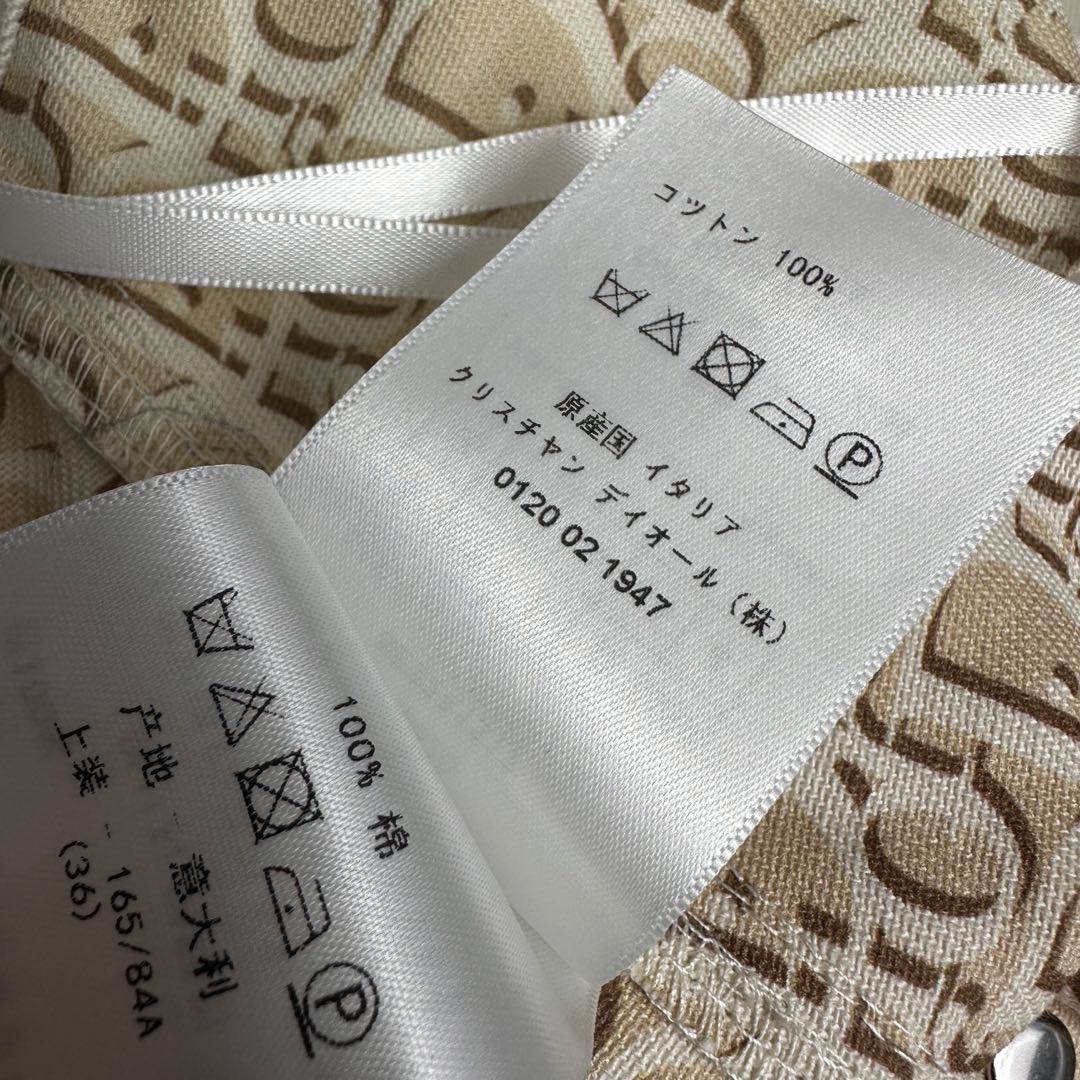 コットン 100%
P
原産国 イタリア
クリスチャン ディオール (株)
0120 02 1947
100% 棉
P
产地 - 意大利
上装 - 165/84A
(36)